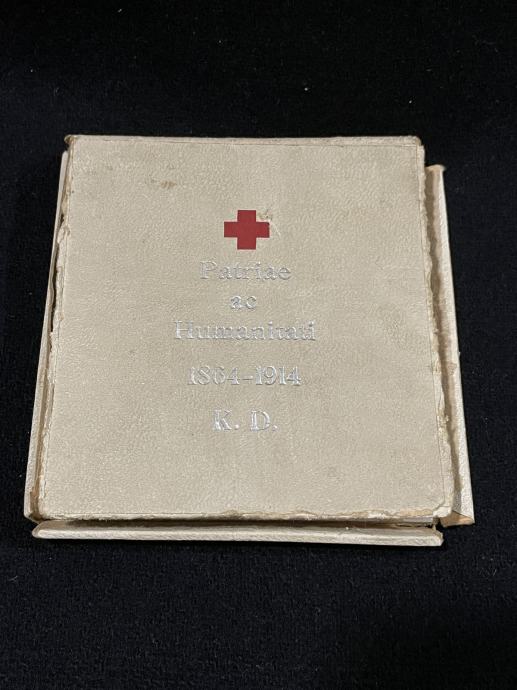 Patriae
ac
Humanitati
1864-1914
K. D.